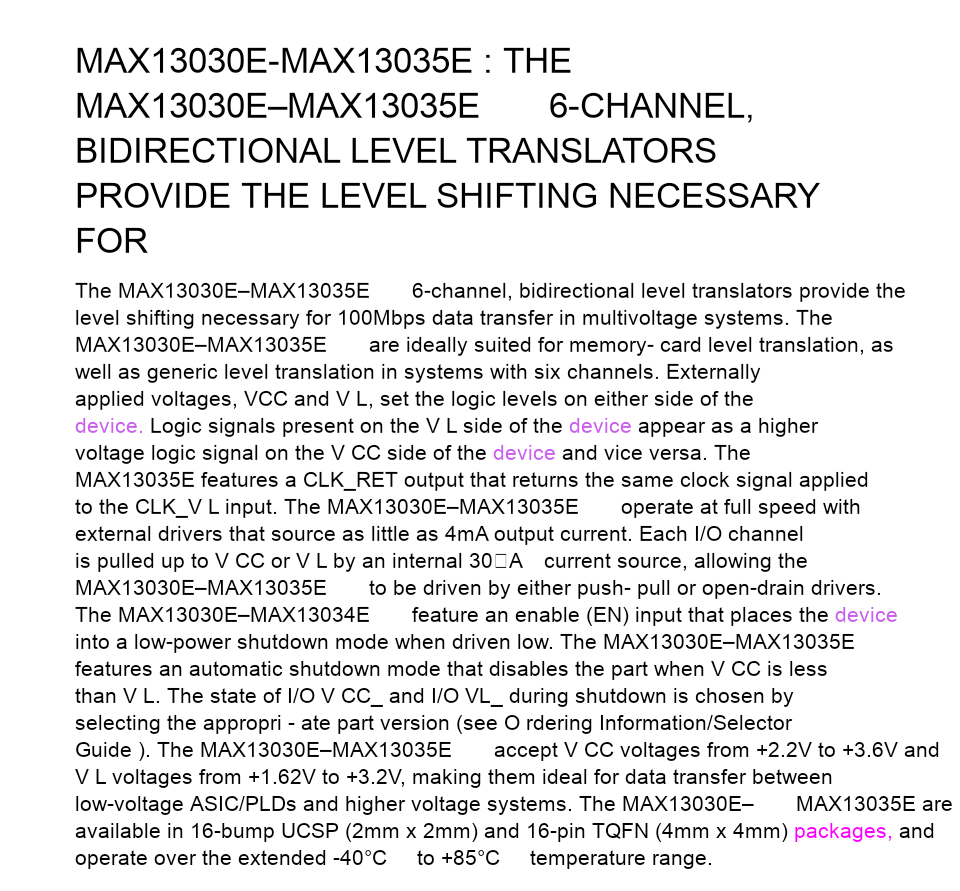 MAX13030E-MAX13035E : THE
MAX13030E–MAX13035E 6-CHANNEL,
BIDIRECTIONAL LEVEL TRANSLATORS
PROVIDE THE LEVEL SHIFTING NECESSARY
FOR
The MAX13030E–MAX13035E 6-channel, bidirectional level translators provide the
level shifting necessary for 100Mbps data transfer in multivoltage systems. The
MAX13030E–MAX13035E are ideally suited for memory- card level translation, as
well as generic level translation in systems with six channels. Externally
applied voltages, VCC and V L, set the logic levels on either side of the
device. Logic signals present on the V L side of the device appear as a higher
voltage logic signal on the V CC side of the device and vice versa. The
MAX13035E features a CLK_RET output that returns the same clock signal applied
to the CLK_V L input. The MAX13030E–MAX13035E operate at full speed with
external drivers that source as little as 4mA output current. Each I/O channel
is pulled up to V CC or V L by an internal 30□A current source, allowing the
MAX13030E–MAX13035E to be driven by either push- pull or open-drain drivers.
The MAX13030E–MAX13034E feature an enable (EN) input that places the device
into a low-power shutdown mode when driven low. The MAX13030E–MAX13035E
features an automatic shutdown mode that disables the part when V CC is less
than V L. The state of I/O V CC_ and I/O VL_ during shutdown is chosen by
selecting the appropri - ate part version (see O rdering Information/Selector
Guide ). The MAX13030E–MAX13035E accept V CC voltages from +2.2V to +3.6V and
V L voltages from +1.62V to +3.2V, making them ideal for data transfer between
low-voltage ASIC/PLDs and higher voltage systems. The MAX13030E– MAX13035E are
available in 16-bump UCSP (2mm x 2mm) and 16-pin TQFN (4mm x 4mm) packages, and
operate over the extended -40°C to +85°C temperature range.